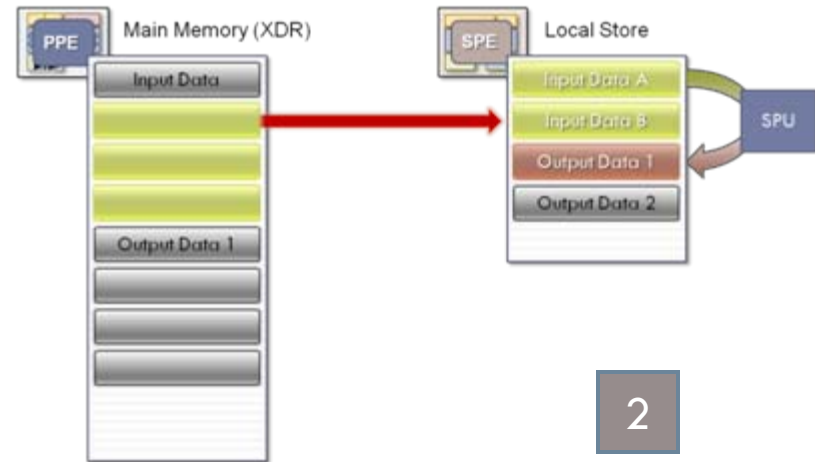 PPE
Main Memory (XDR)
Input Data
Output Data 1
SPE
Local Store
Input Data A
Input Data B
Output Data 1
Output Data 2
SPU
2